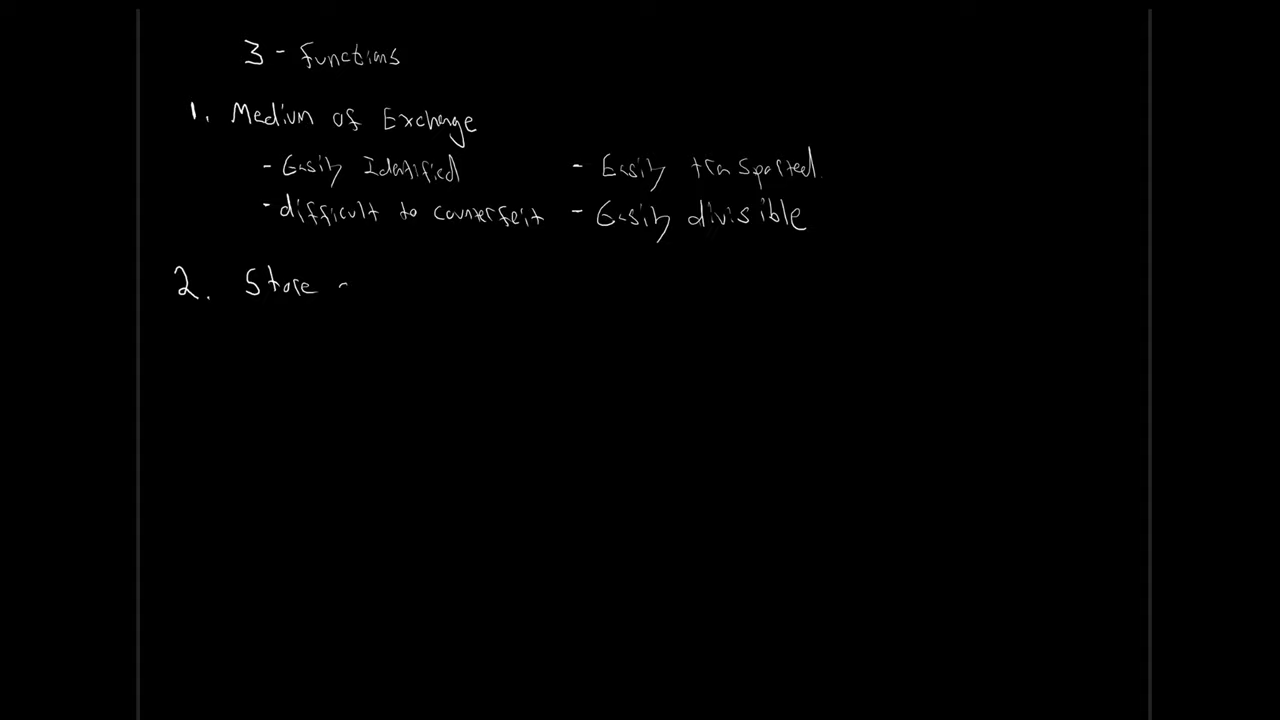 3 - Functions
1. Medium of Exchange
- Easily Identified - Easily transported
- difficult to counterfeit - Easily divisible
2. Store